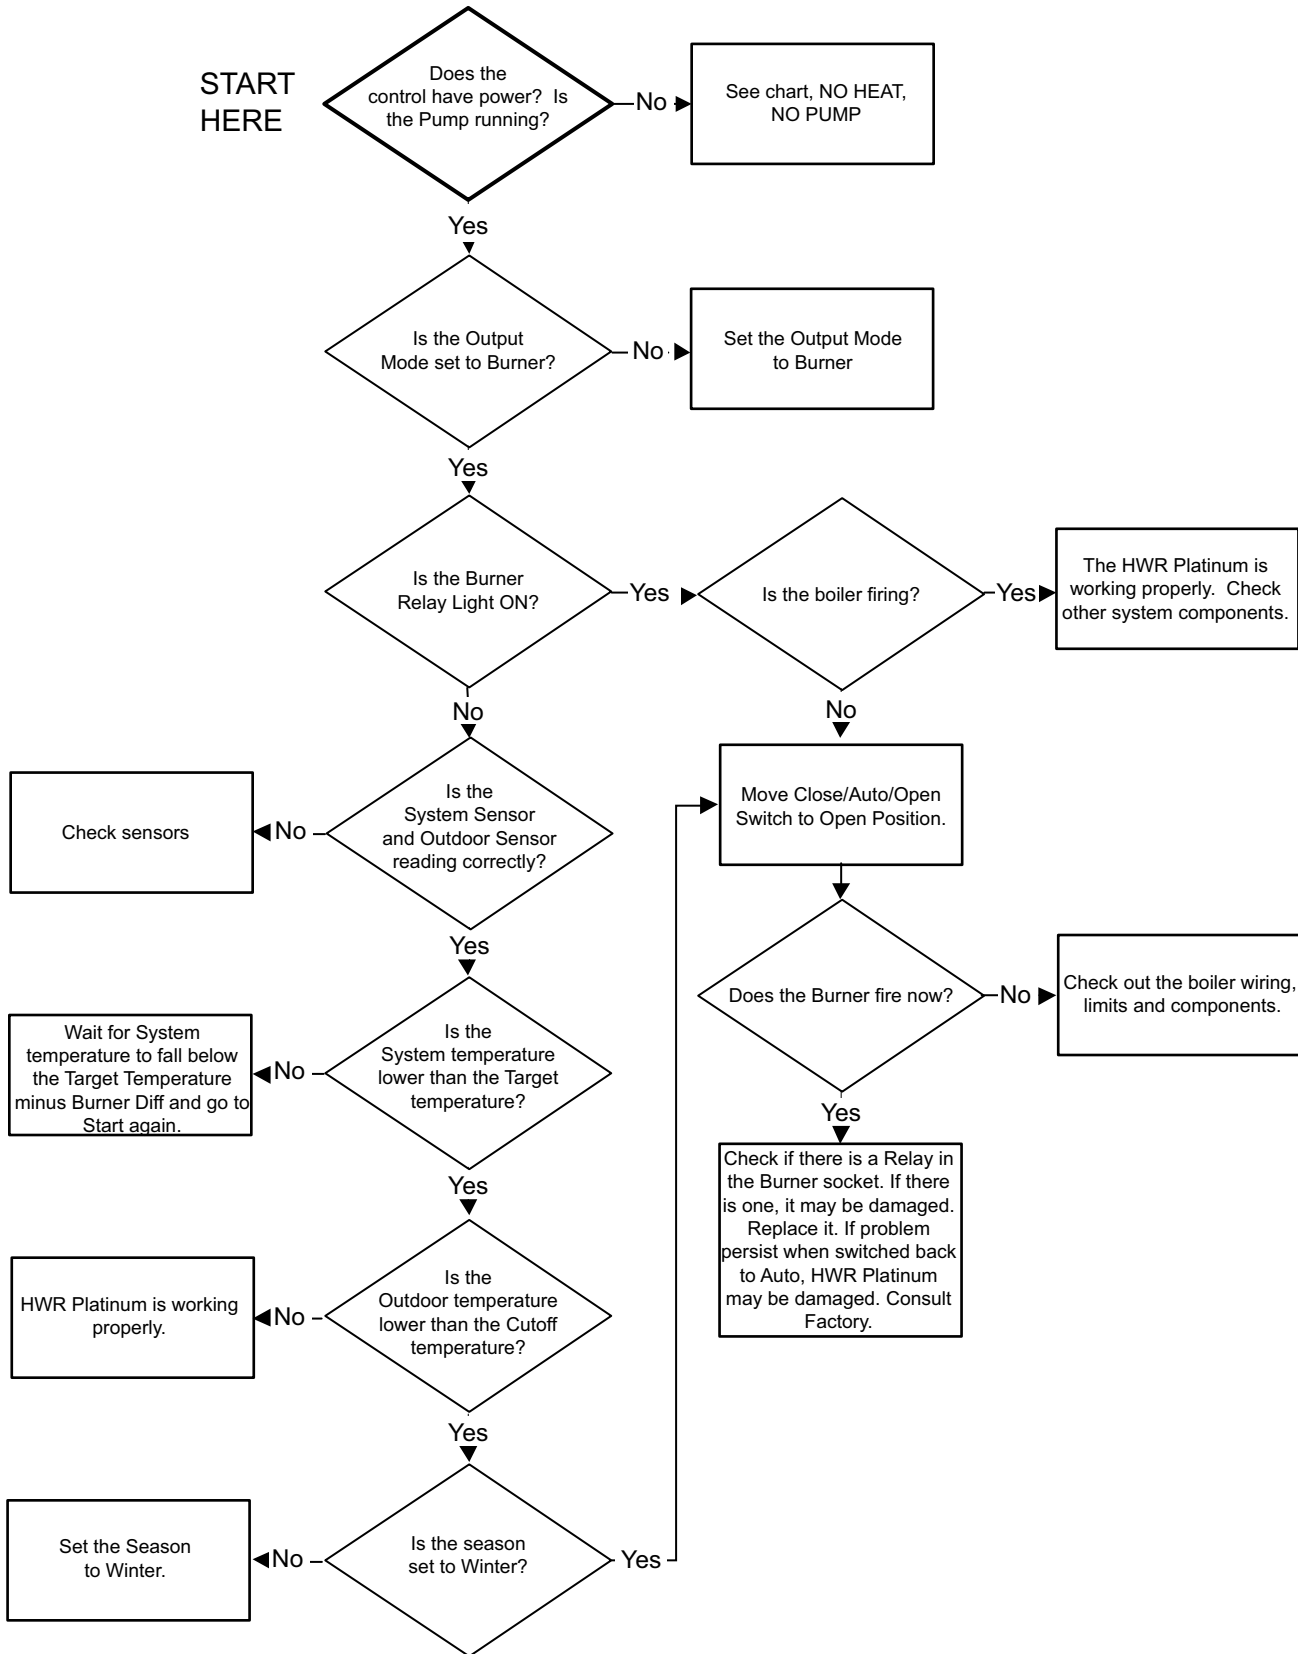 START
HERE
Does the
control have power? Is
the Pump running?
No
See chart, NO HEAT,
NO PUMP
Yes
Is the Output
Mode set to Burner?
No
Set the Output Mode
to Burner
Yes
Is the Burner
Relay Light ON?
Yes
Is the boiler firing?
Yes
The HWR Platinum is
working properly. Check
other system components.
No
No
Move Close/Auto/Open
Switch to Open Position.
Is the
System Sensor
and Outdoor Sensor
reading correctly?
No
Check sensors
Yes
Does the Burner fire now?
No
Check out the boiler wiring,
limits and components.
Is the
System temperature
lower than the Target
temperature?
No
Wait for System
temperature to fall below
the Target Temperature
minus Burner Diff and go to
Start again.
Yes
Yes
Check if there is a Relay in
the Burner socket. If there
is one, it may be damaged.
Replace it. If problem
persist when switched back
to Auto, HWR Platinum
may be damaged. Consult
Factory.
Is the
Outdoor temperature
lower than the Cutoff
temperature?
No
HWR Platinum is working
properly.
Yes
Is the season
set to Winter?
No
Set the Season
to Winter.
Yes